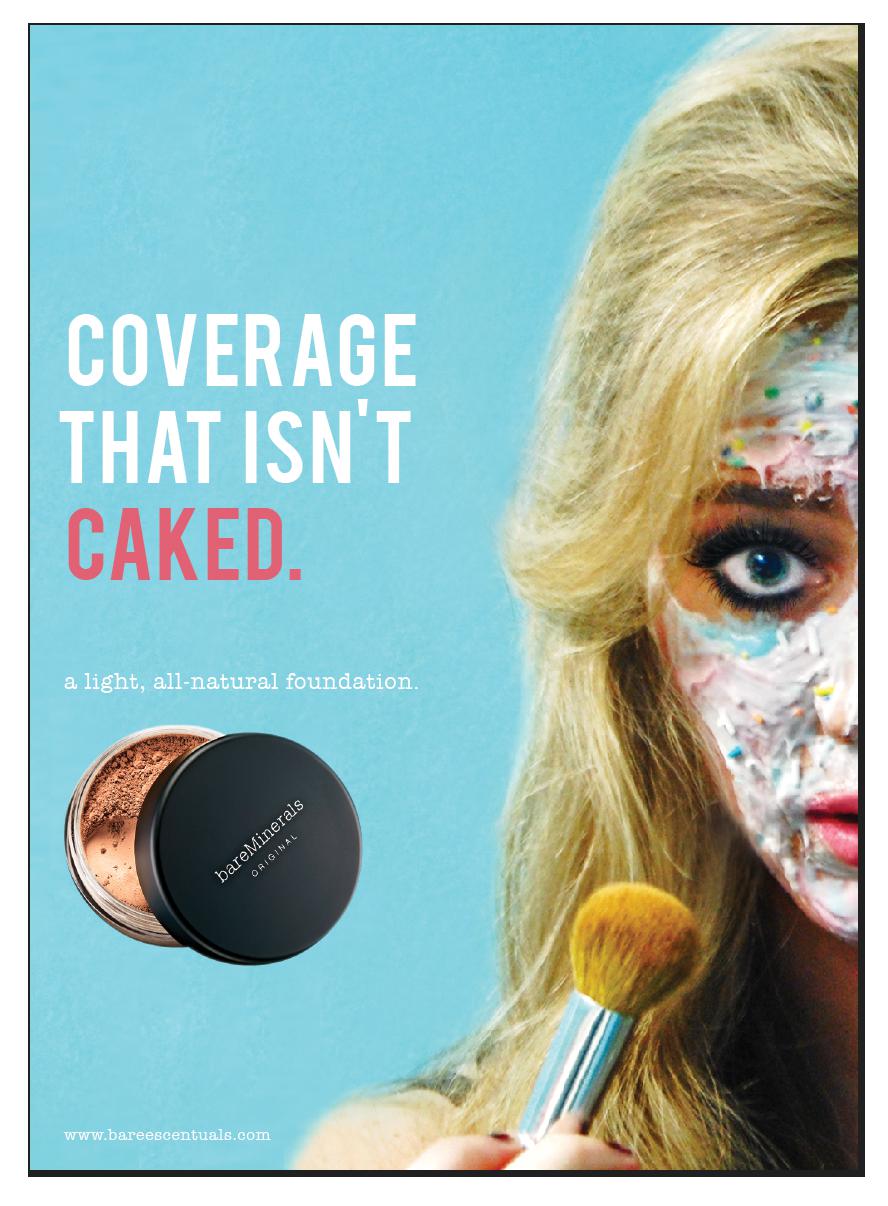 COVERAGE
THAT ISN'T
CAKED.
a light, all-natural foundation.
bareMinerals
ORIGINAL
www.bareescentuals.com